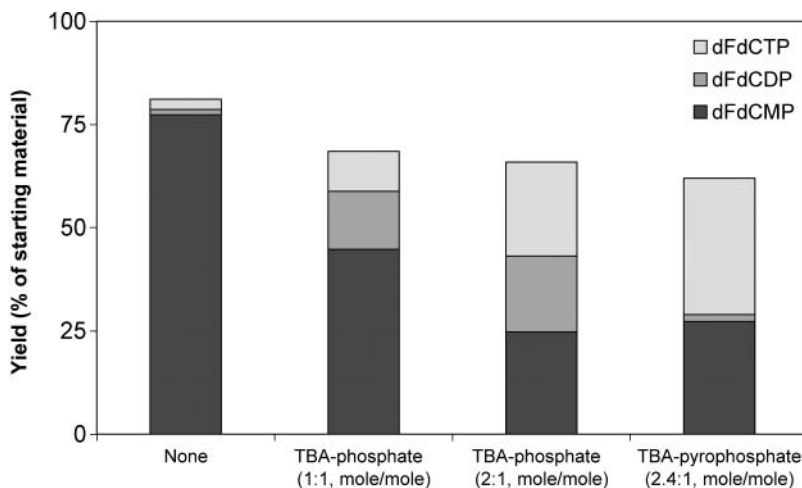 Yield (% of starting material)
100
75
50
25
0
dFdCTP
dFdCDP
dFdCMP
None
TBA-phosphate
(1:1, mole/mole)
TBA-phosphate
(2:1, mole/mole)
TBA-pyrophosphate
(2.4:1, mole/mole)